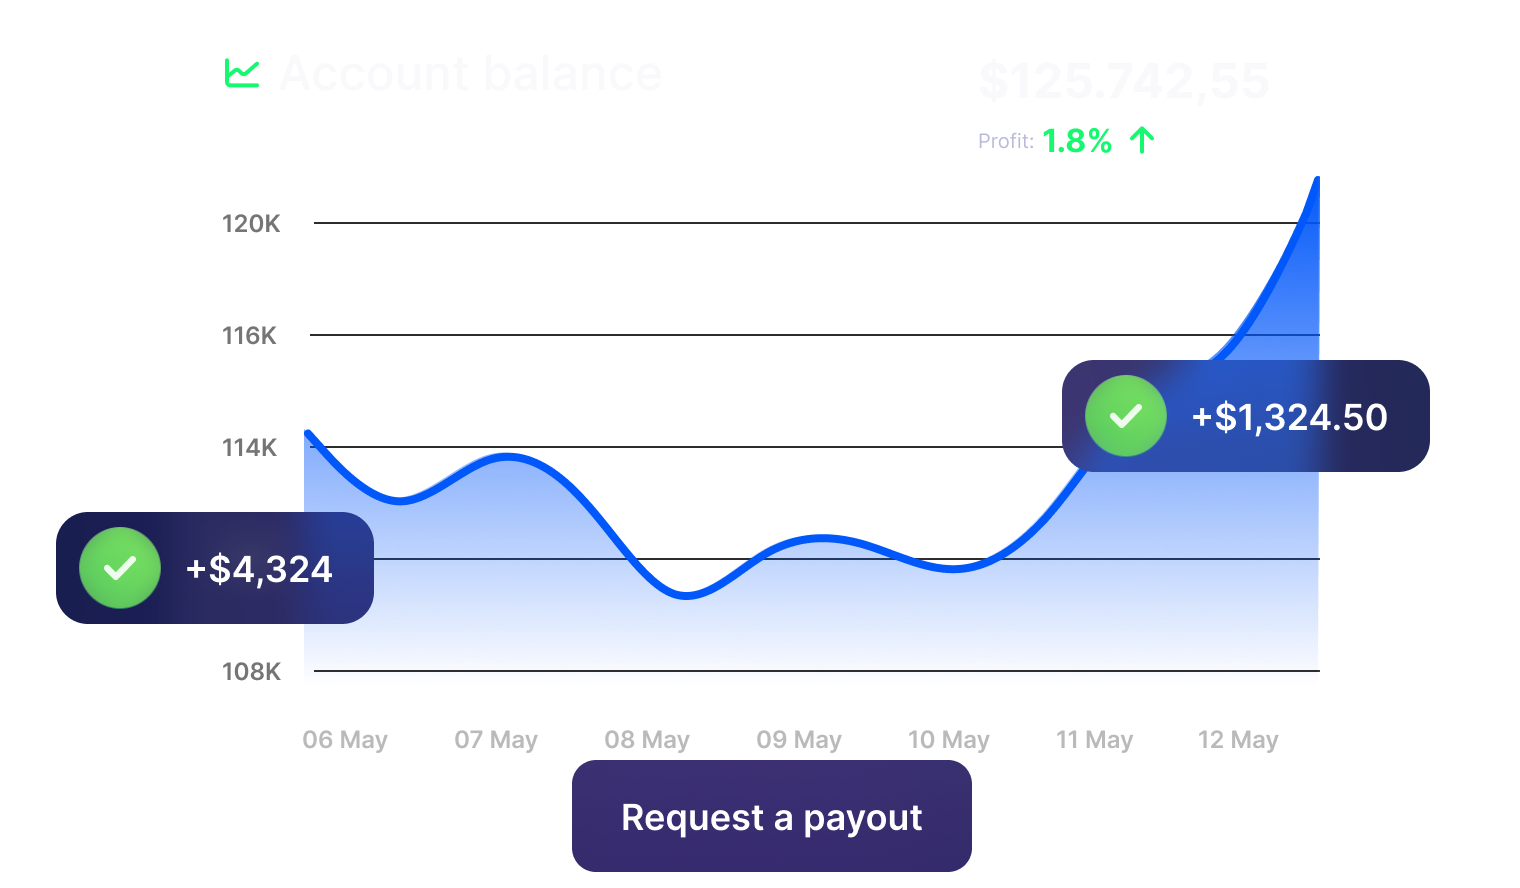 Account balance
$125.742,55
Profit: 1.8%
120K
116K
114K
+$1,324.50
+$4,324
108K
06 May 07 May 08 May 09 May 10 May 11 May 12 May
Request a payout